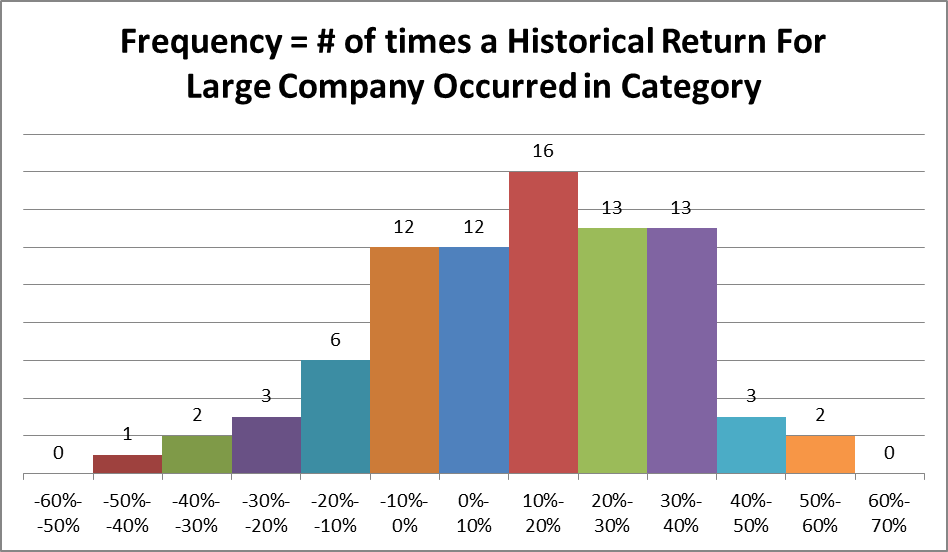 Frequency = # of times a Historical Return For
Large Company Occurred in Category
16
13 13
12 12
6
3 3
2 2
1
0 0
-60%- -50%- -40%- -30%- -20%- -10%- 0%- 10%- 20%- 30%- 40%- 50%- 60%-
-50% -40% -30% -20% -10% 0% 10% 20% 30% 40% 50% 60% 70%